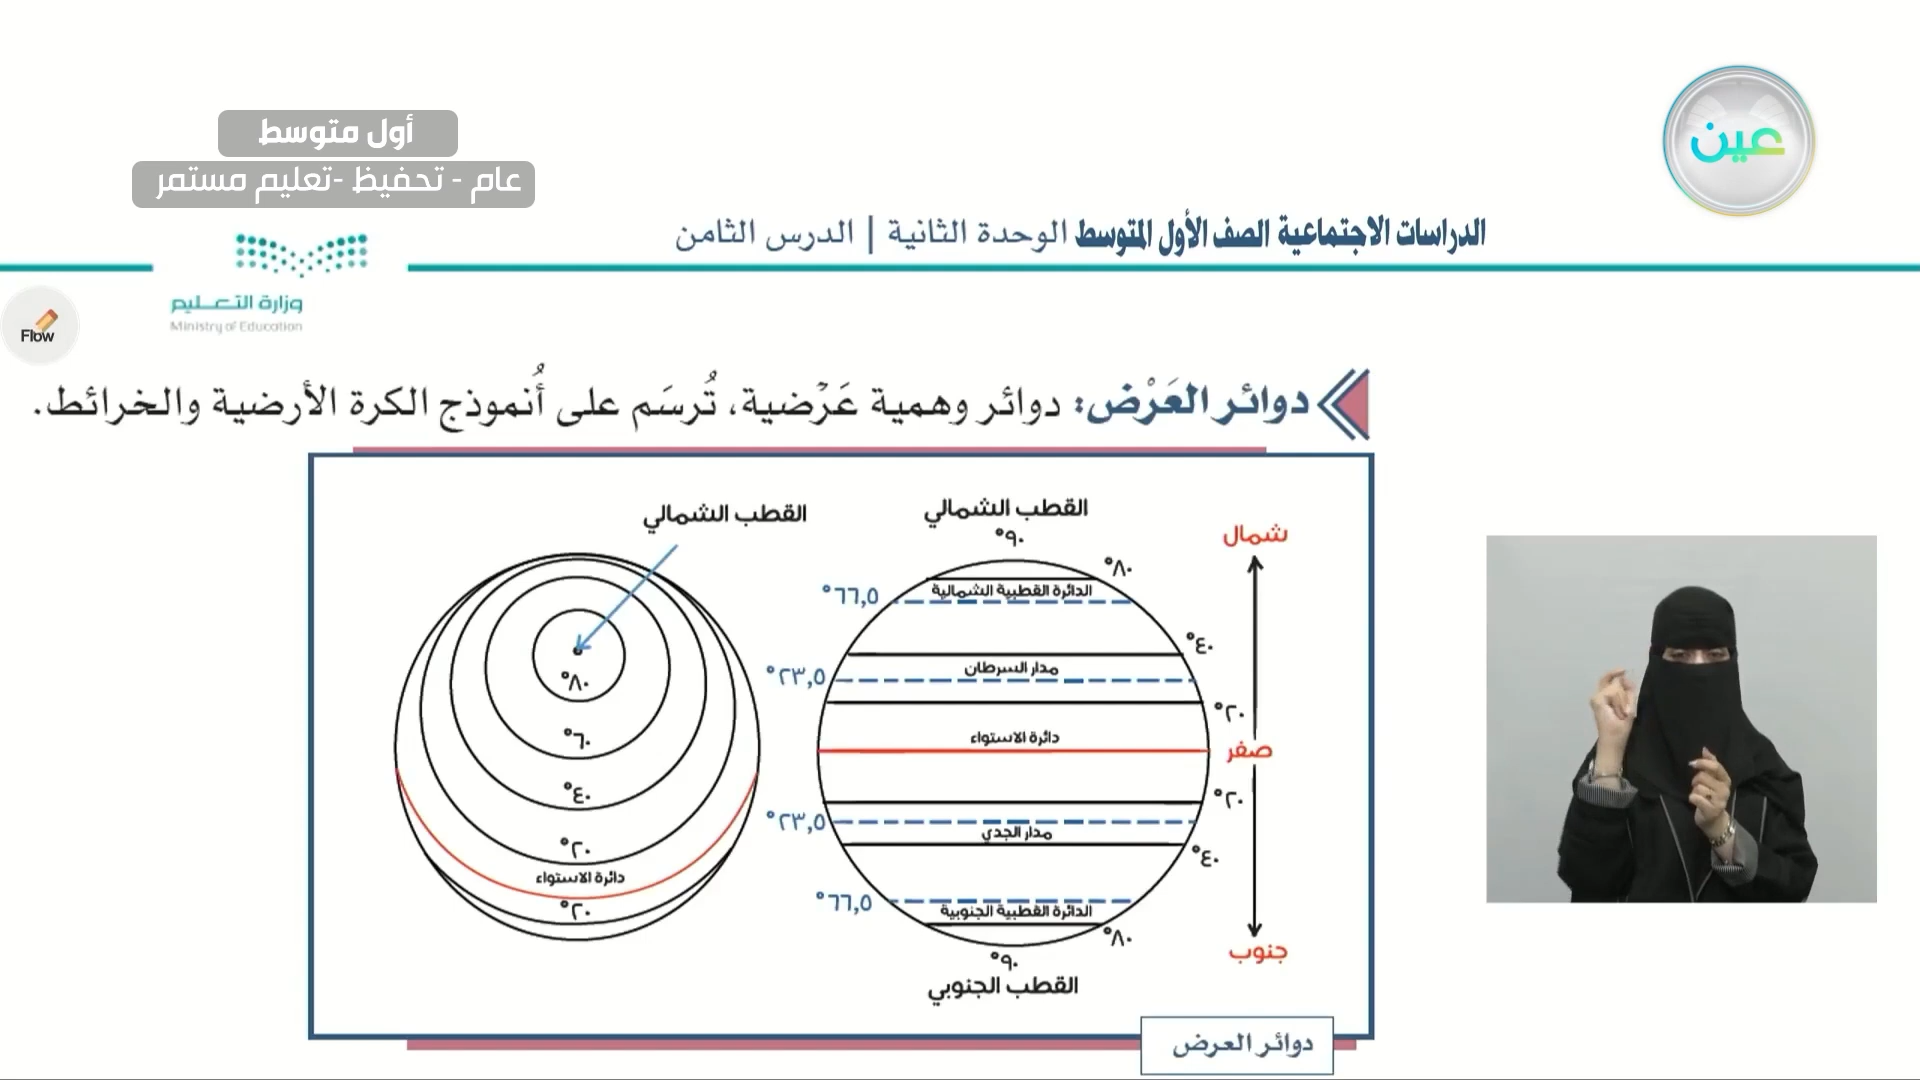 أول متوسط
عام - تحفيظ -تعليم مستمر
عين
الدراسات الاجتماعية الصف الأول المتوسط الوحدة الثانية | الدرس الثامن
وزارة التعـــليم
Ministry of Education
Flow
دوائر العَرْض: دوائر وهمية عَرْضية، تُرسَم على أُنموذج الكرة الأرضية والخرائط.
القطب الشمالي
°٨٠
°٦٠
°٤٠
°٢٠
دائرة الاستواء
°٢٠
القطب الشمالي
°٩٠
°٨٠
الدائرة القطبية الشمالية
°٦٦,٥
°٤٠
مدار السرطان
°٢٣,٥
°٢٠
دائرة الاستواء
°٢٠
°٢٣,٥
مدار الجدي
°٤٠
°٦٦,٥
الدائرة القطبية الجنوبية
°٨٠
°٩٠
القطب الجنوبي
شمال
صفر
جنوب
دوائر العرض